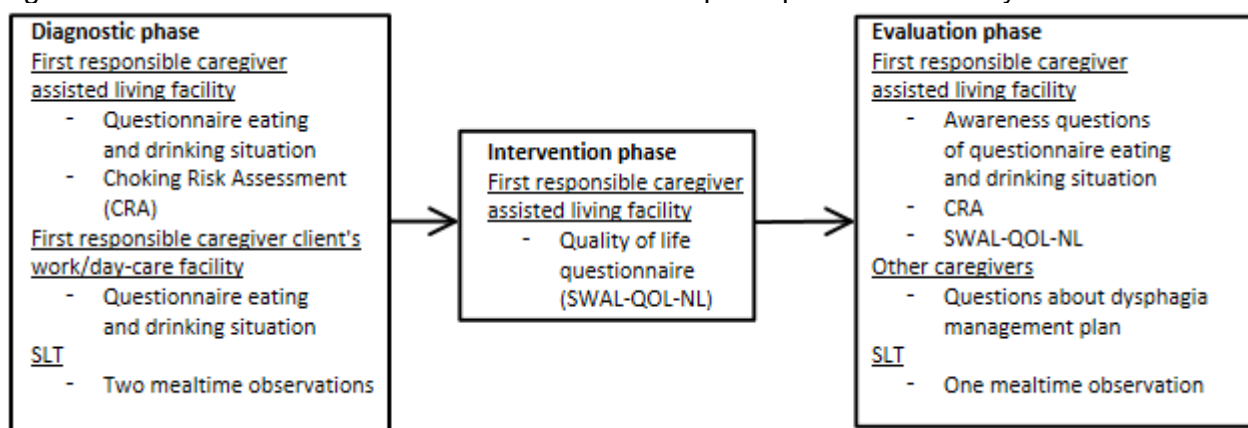 Diagnostic phase
First responsible caregiver
assisted living facility
- Questionnaire eating
and drinking situation
- Choking Risk Assessment
(CRA)
First responsible caregiver client's
work/day-care facility
- Questionnaire eating
and drinking situation
SLT
- Two mealtime observations
Intervention phase
First responsible caregiver
assisted living facility
- Quality of life
questionnaire
(SWAL-QOL-NL)
Evaluation phase
First responsible caregiver
assisted living facility
- Awareness questions
of questionnaire eating
and drinking situation
- CRA
- SWAL-QOL-NL
Other caregivers
- Questions about dysphagia
management plan
SLT
- One mealtime observation